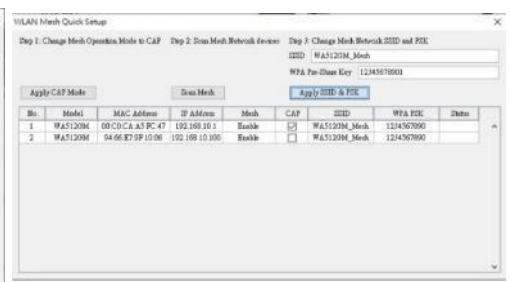 WLAN Mesh Quick Setup
Step 1: Change Mesh Operation Mode to CAP Step 2: Scan Mesh Network devices Step 3: Change Mesh Network SSID and PSK
SSID WA5120M_Mesh
WPA Pre-Share Key 12345678901
Apply CAP Mode Scan Mesh Apply SSID & PSK
No. Model MAC Address IP Address Mesh CAP SSID WPA PSK Status
1 WA5120M 00:C0:CA:A5:FC:47 192.168.10.1 Enable WA5120M_Mesh 1234567890
2 WA5120M 94:66:E7:9F:10:06 192.168.10.100 Enable WA5120M_Mesh 1234567890